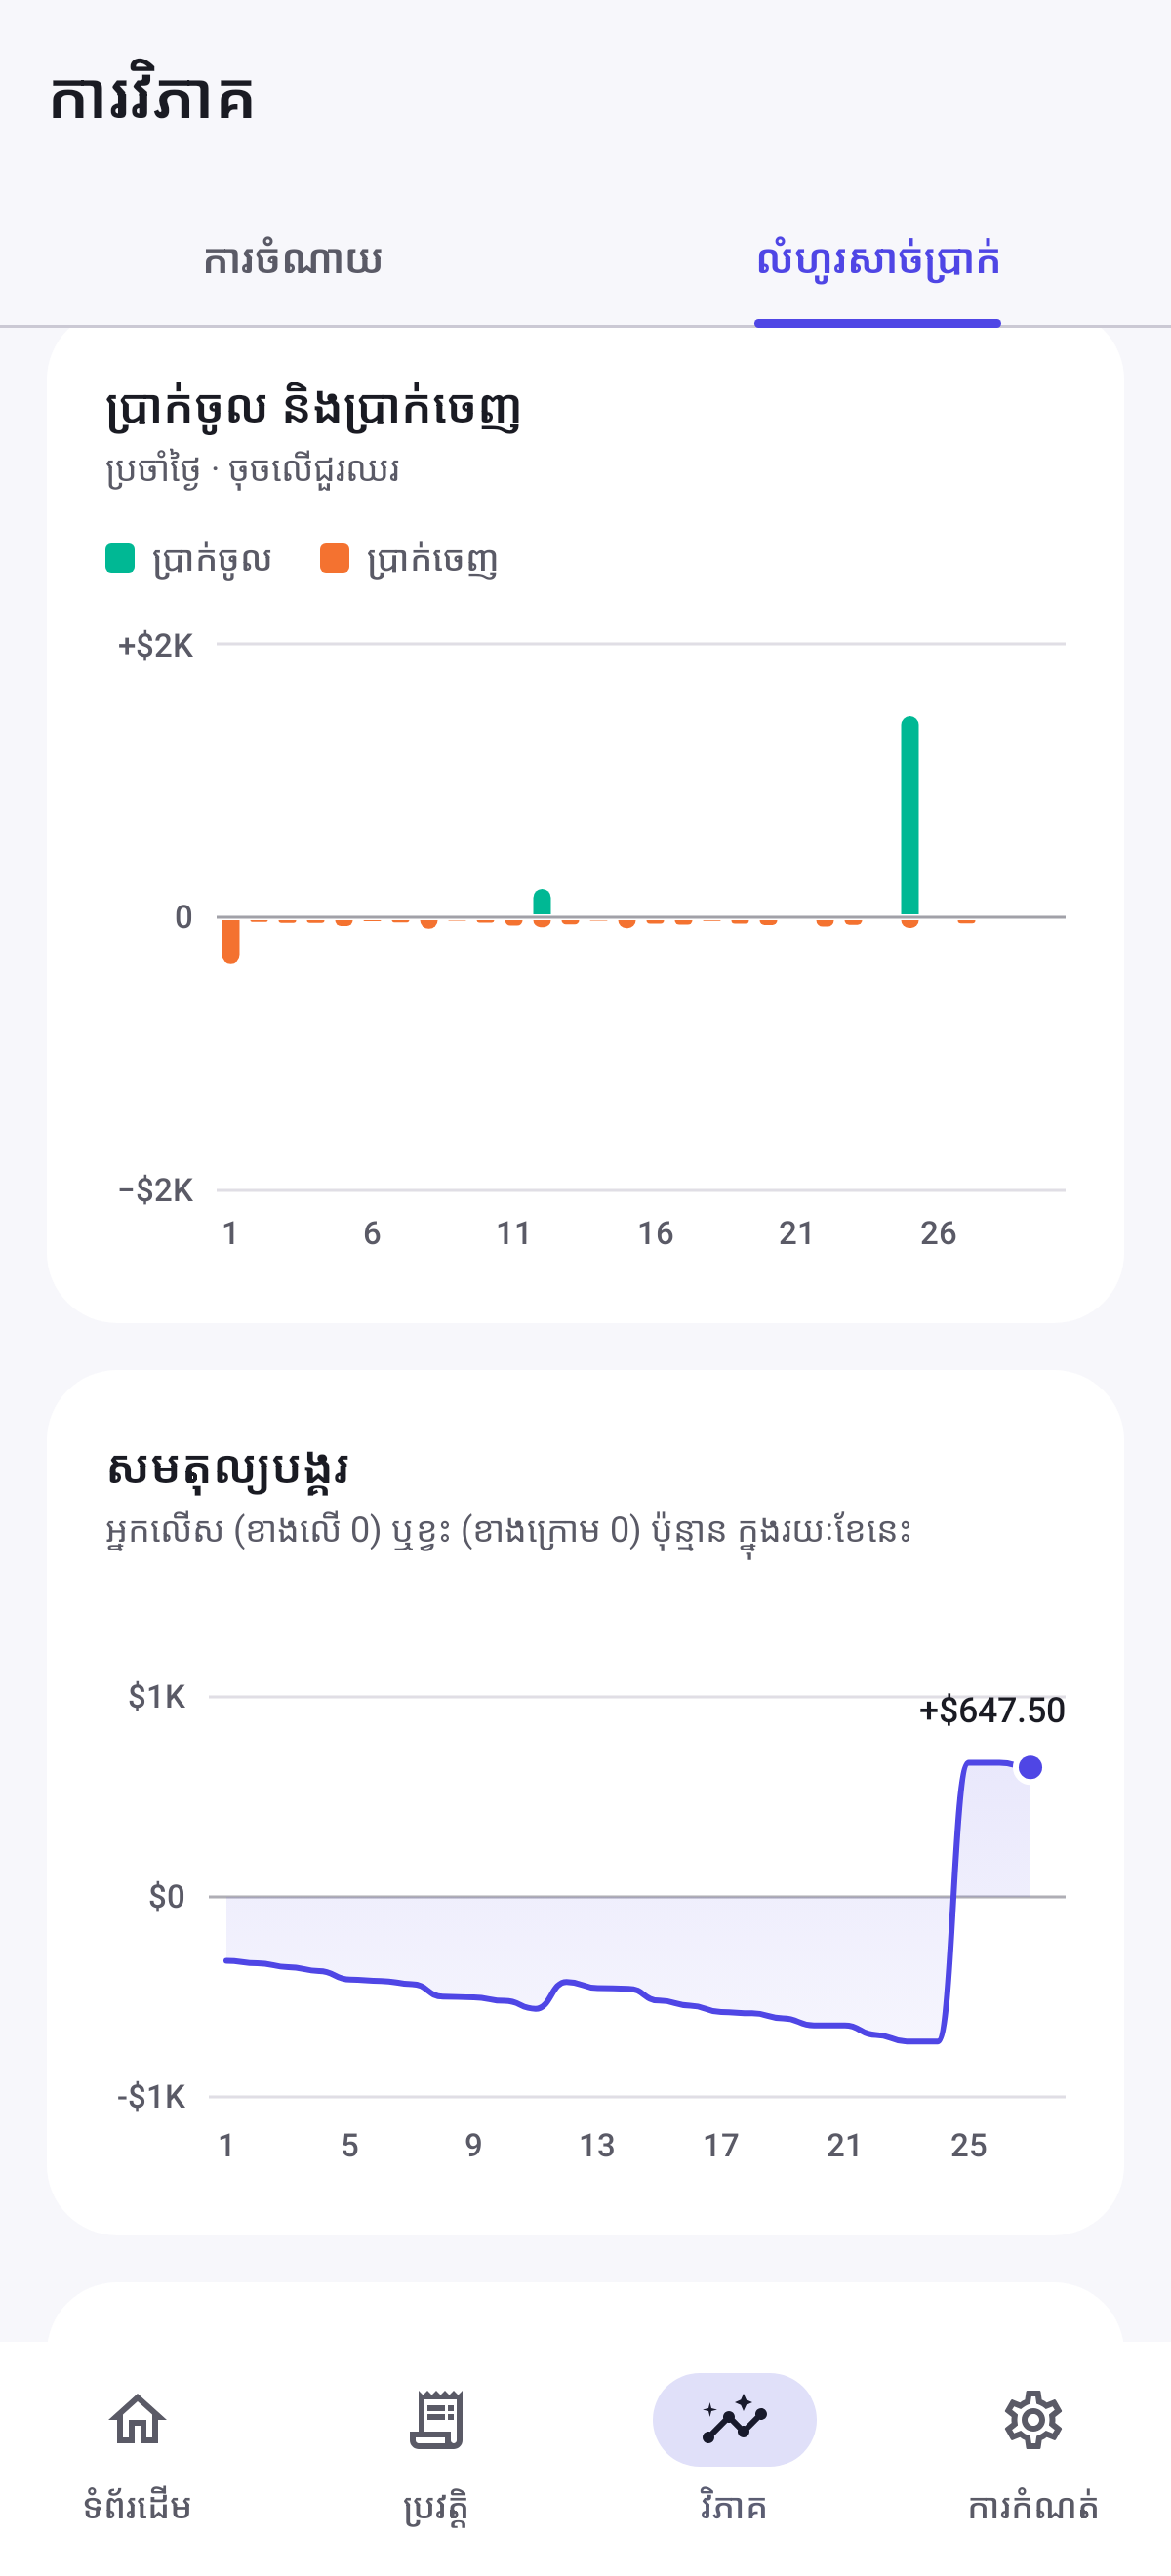 ការវិភាគ
ការចំណាយ
លំហូរសាច់ប្រាក់
ប្រាក់ចូល និងប្រាក់ចេញ
ប្រចាំថ្ងៃ · ចុចលើជួរឈរ
ប្រាក់ចូល
ប្រាក់ចេញ
+$2K
0
−$2K
1 6 11 16 21 26
សមតុល្យបង្គរ
អ្នកលើស (ខាងលើ 0) ឬខ្វះ (ខាងក្រោម 0) ប៉ុន្មាន ក្នុងរយៈខែនេះ
$1K
+$647.50
$0
-$1K
1 5 9 13 17 21 25
ទំព័រដើម
ប្រវត្តិ
វិភាគ
ការកំណត់